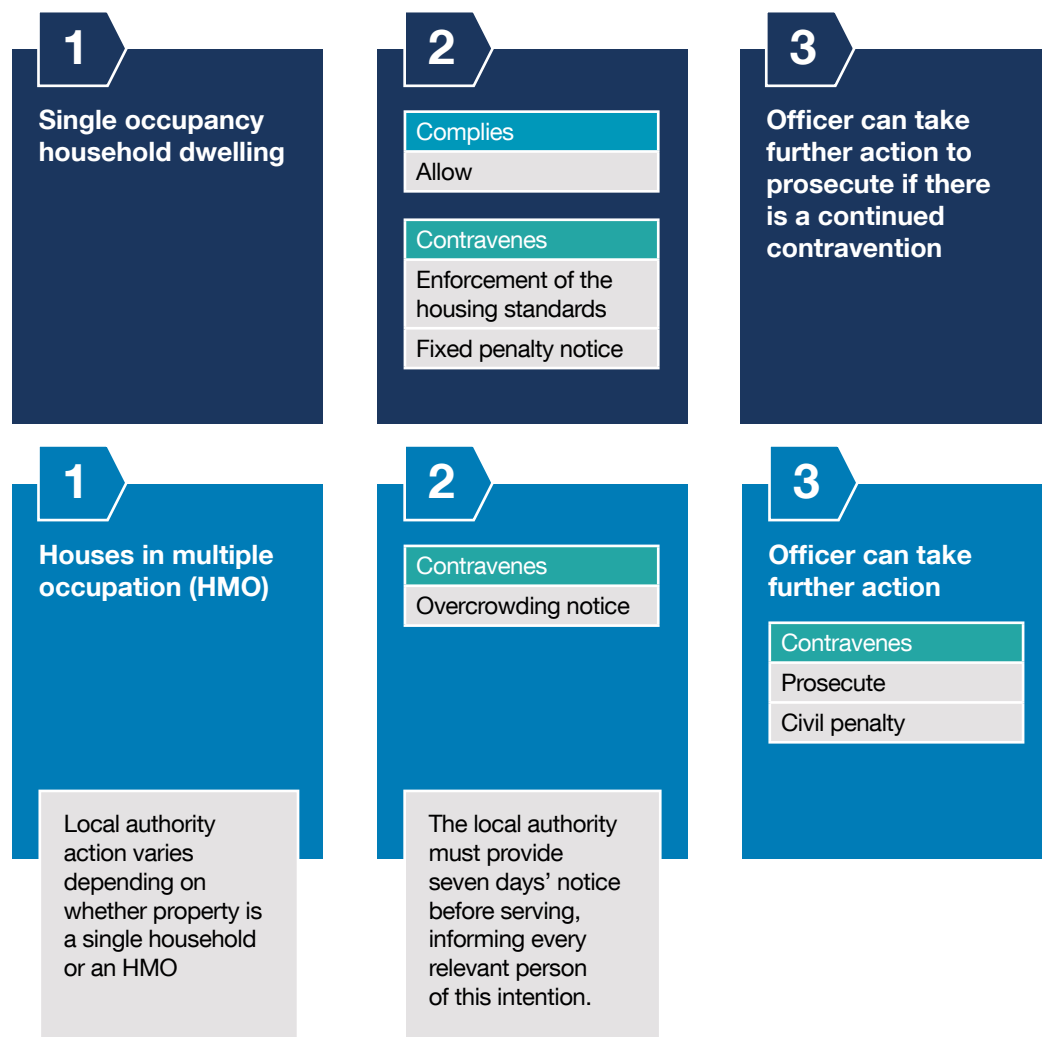 1
Single occupancy
household dwelling
2
Complies
Allow
Contravenes
Enforcement of the
housing standards
Fixed penalty notice
3
Officer can take
further action to
prosecute if there
is a continued
contravention
1
Houses in multiple
occupation (HMO)
Local authority
action varies
depending on
whether property is
a single household
or an HMO
2
Contravenes
Overcrowding notice
The local authority
must provide
seven days’ notice
before serving,
informing every
relevant person
of this intention.
3
Officer can take
further action
Contravenes
Prosecute
Civil penalty